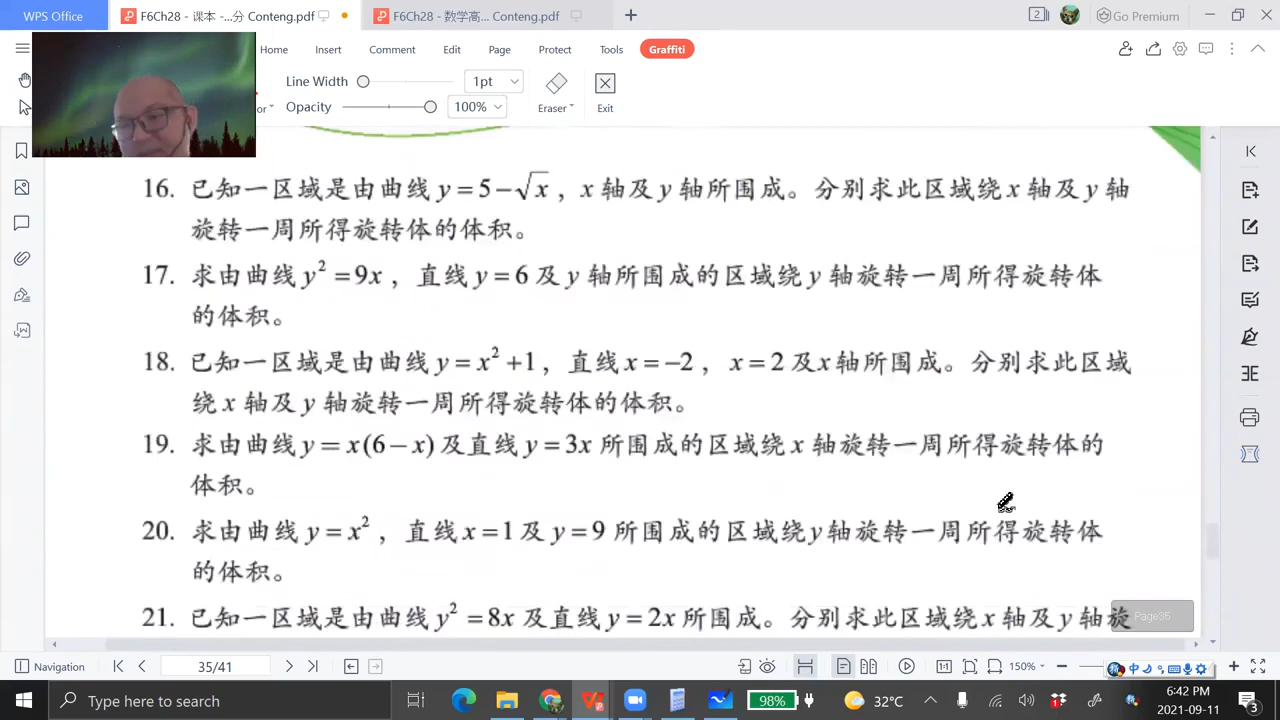 WPS Office
F6Ch28 - 课本 -...分 Conteng.pdf
F6Ch28 - 数学高... Conteng.pdf
2
Go Premium
Home Insert Comment Edit Page Protect Tools Graffiti
Line Width 1pt
or Opacity 100% Eraser Exit
16. 已知一区域是由曲线 y = 5 − √x ，x 轴及 y 轴所围成。分别求此区域绕 x 轴及 y 轴
旋转一周所得旋转体的体积。
17. 求由曲线 y² = 9x ，直线 y = 6 及 y 轴所围成的区域绕 y 轴旋转一周所得旋转体
的体积。
18. 已知一区域是由曲线 y = x² +1，直线 x = −2 ，x = 2 及 x 轴所围成。分别求此区域
绕 x 轴及 y 轴旋转一周所得旋转体的体积。
19. 求由曲线 y = x(6 − x) 及直线 y = 3x 所围成的区域绕 x 轴旋转一周所得旋转体的
体积。
20. 求由曲线 y = x² ，直线 x = 1 及 y = 9 所围成的区域绕 y 轴旋转一周所得旋转体
的体积。
21. 已知一区域是由曲线 y² = 8x 及直线 y = 2x 所围成。分别求此区域绕 x 轴及 y 轴旋
Page35
Navigation 35/41 1:1 150%
拼 中
Type here to search 98% 32°C 6:42 PM
2021-09-11
3